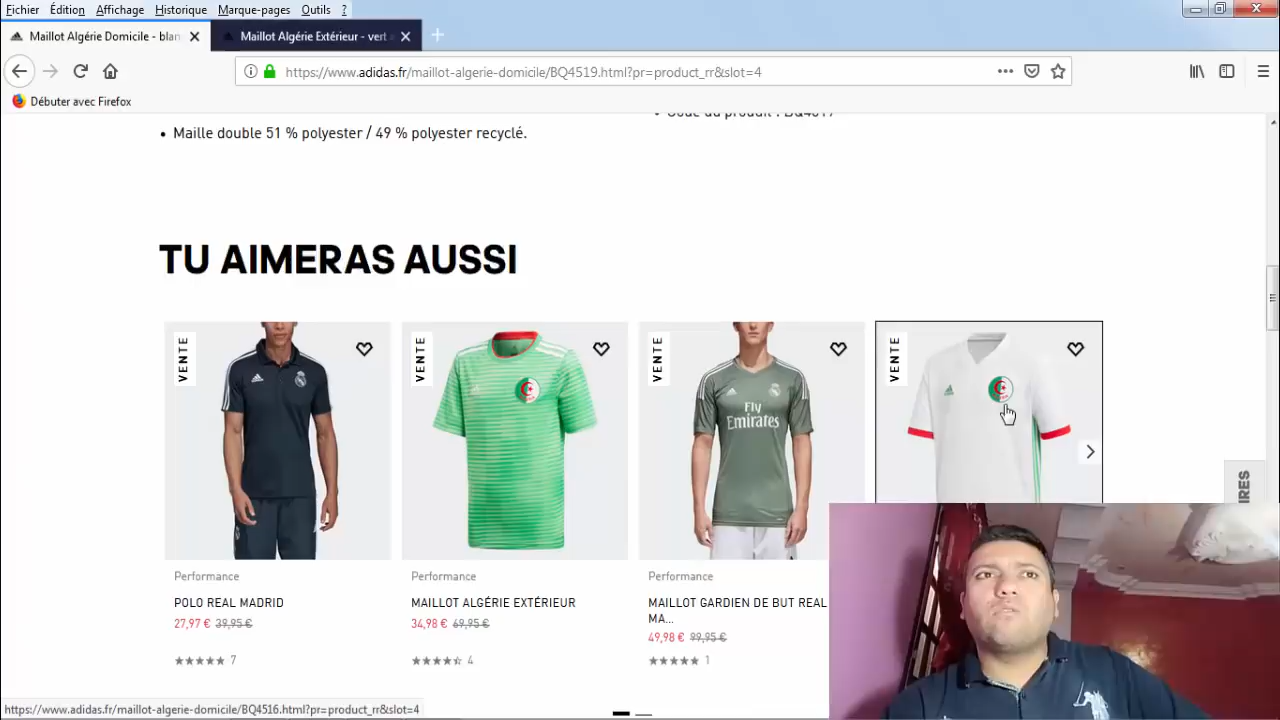 Fichier Édition Affichage Historique Marque-pages Outils ?
Maillot Algérie Domicile - blan
Maillot Algérie Extérieur - vert
https://www.adidas.fr/maillot-algerie-domicile/BQ4519.html?pr=product_rr&slot=4
Débuter avec Firefox
• Maille double 51 % polyester / 49 % polyester recyclé.
TU AIMERAS AUSSI
VENTE
VENTE
VENTE
VENTE
Fly
Emirates
Performance
POLO REAL MADRID
27,97 € 39,95 €
7
Performance
MAILLOT ALGÉRIE EXTÉRIEUR
34,98 € 69,95 €
4
Performance
MAILLOT GARDIEN DE BUT REAL
MA...
49,98 € 99,95 €
1
IRES
https://www.adidas.fr/maillot-algerie-domicile/BQ4516.html?pr=product_rr&slot=4